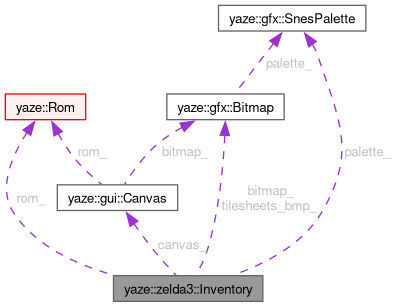 yaze::gfx::SnesPalette
palette_
yaze::Rom
yaze::gfx::Bitmap
rom_
bitmap_
palette_
rom_
yaze::gui::Canvas
bitmap_
tilesheets_bmp_
canvas_
yaze::zelda3::Inventory